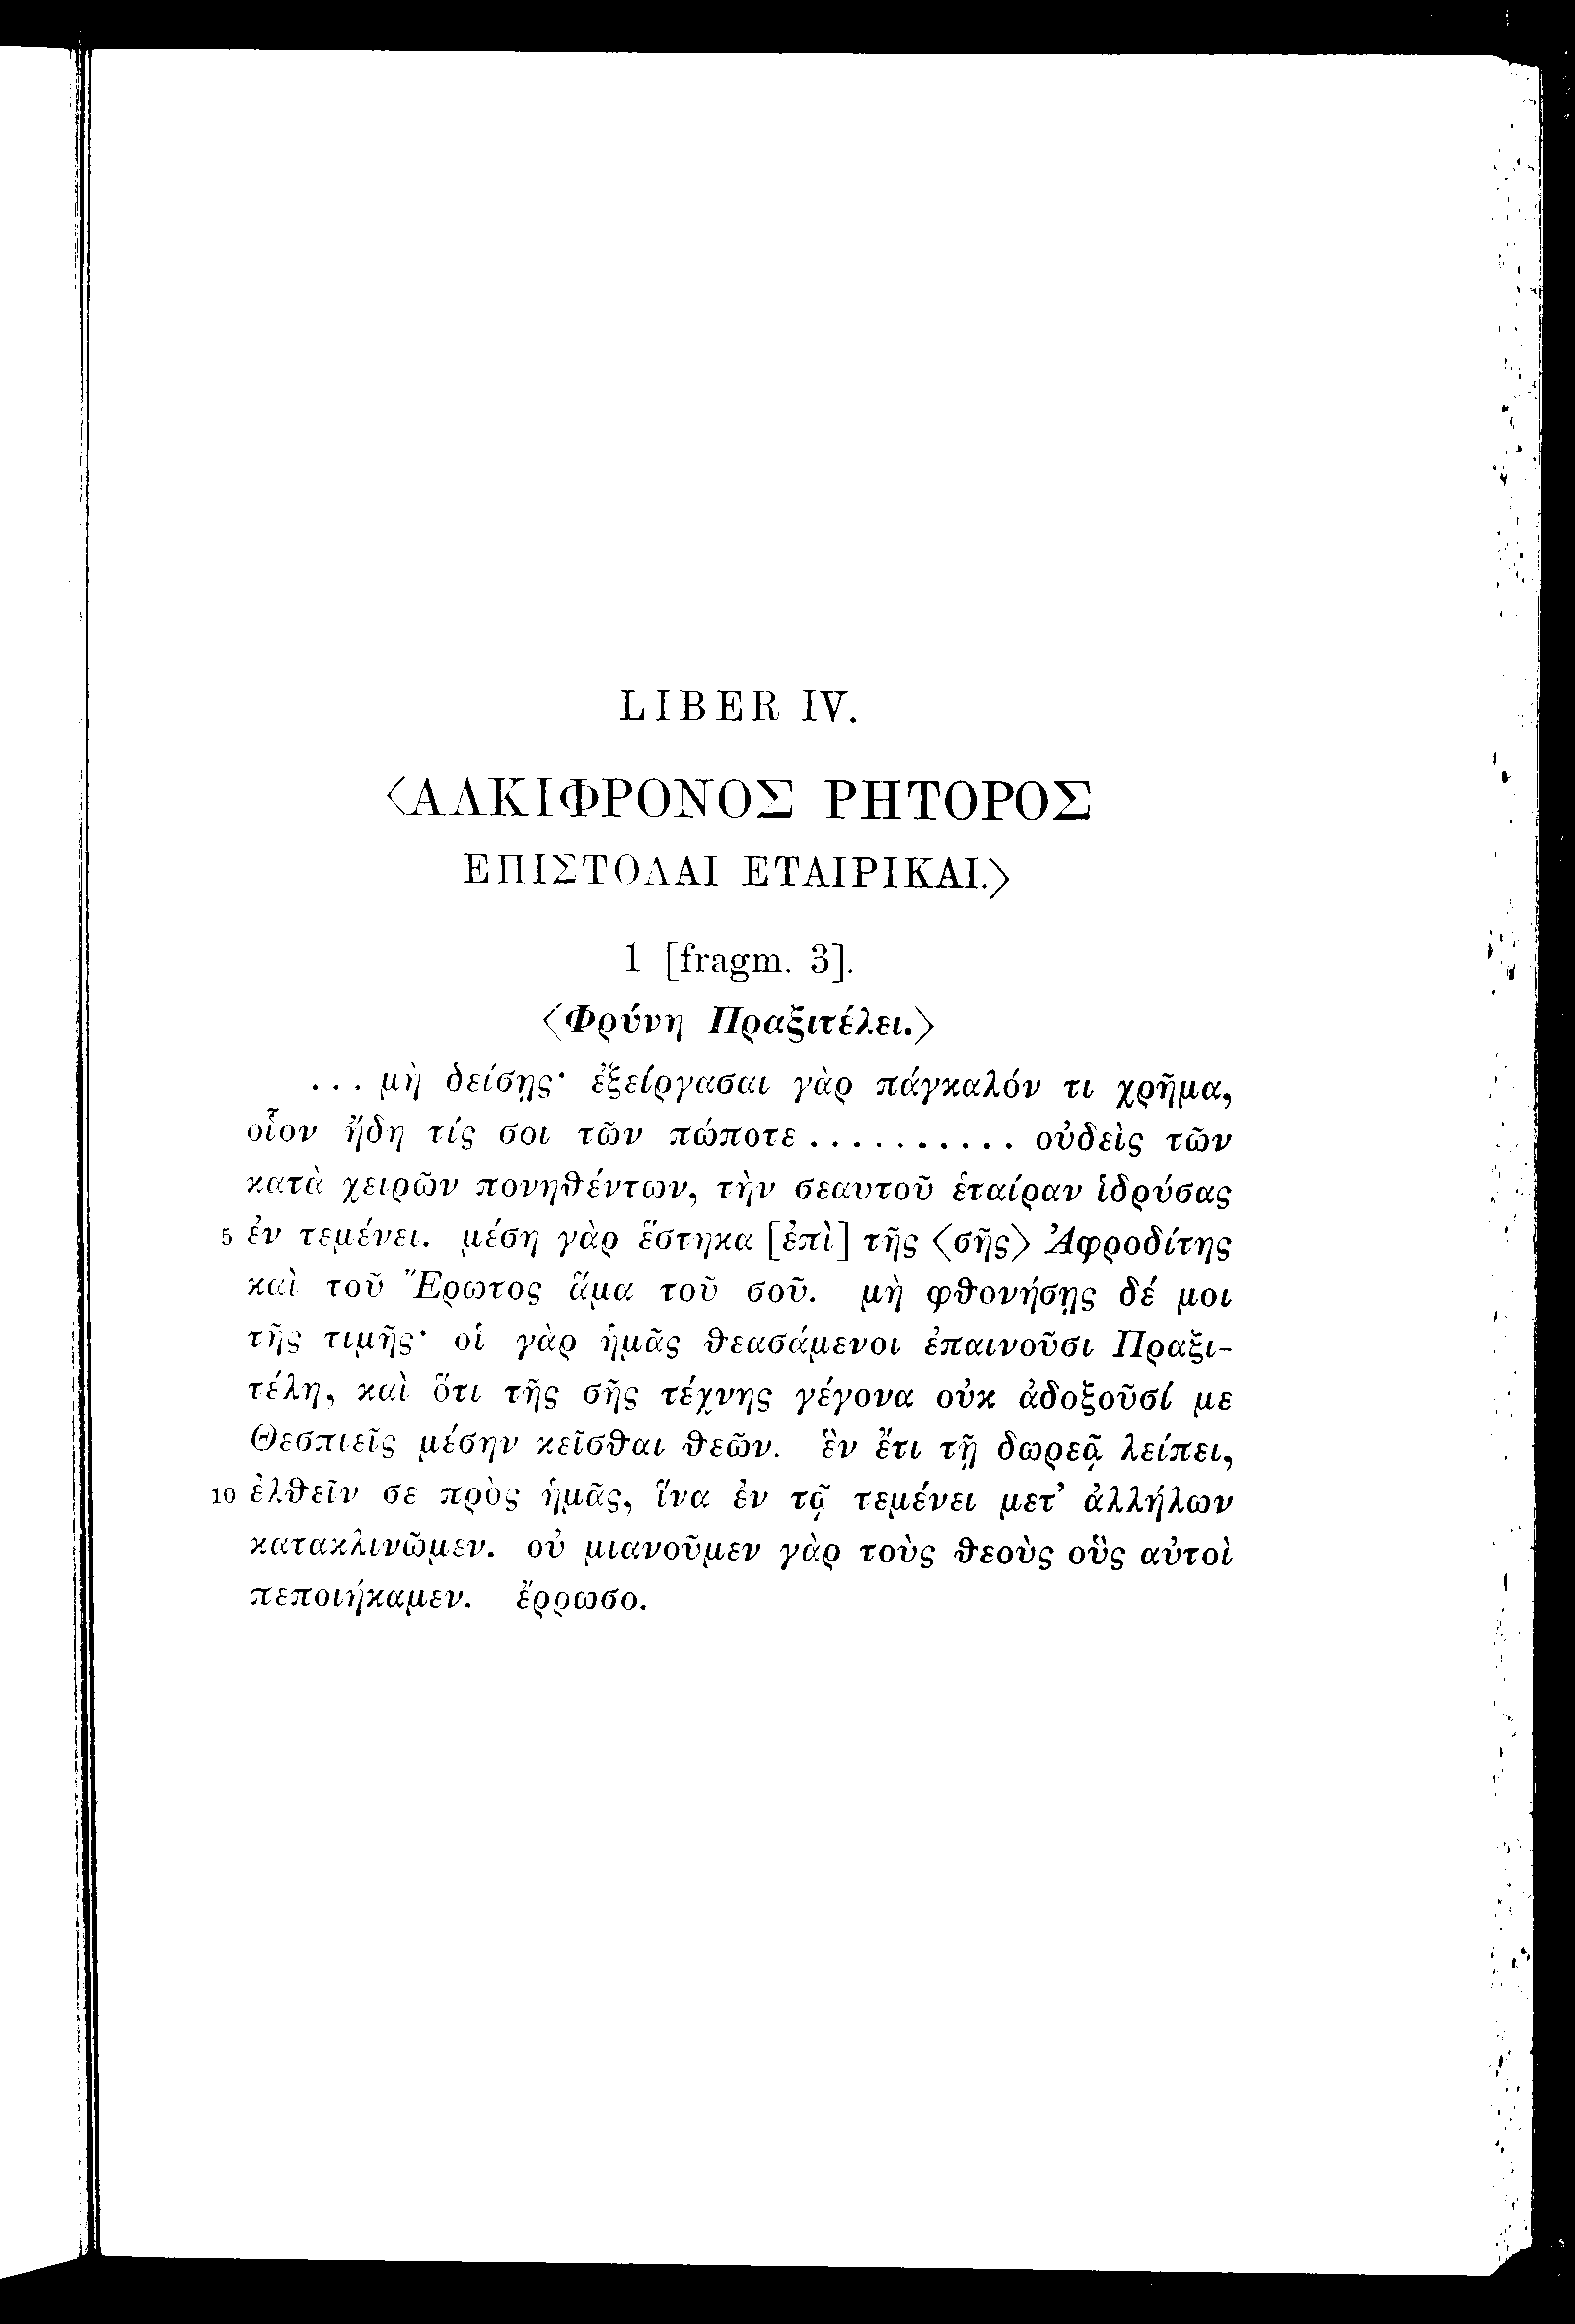 LIBER IV.
<ΑΛΚΙΦΡΟΝΟΣ ΡΗΤΟΡΟΣ
ΕΠΙΣΤΟΛΑΙ ΕΤΑΙΡΙΚΑΙ.>
1 [fragm. 3].
<Φρύνη Πραξιτέλει.>
... μὴ δείσῃς· ἐξείργασαι γὰρ πάγκαλόν τι χρῆμα,
οἷον ἤδη τίς σοι τῶν πώποτε .......... οὐδεὶς τῶν
κατὰ χειρῶν πονηθέντων, τὴν σεαυτοῦ ἑταίραν ἱδρύσας
5 ἐν τεμένει. μέση γὰρ ἕστηκα [ἐπὶ] τῆς <σῆς> Ἀφροδίτης
καὶ τοῦ Ἔρωτος ἅμα τοῦ σοῦ. μὴ φθονήσῃς δέ μοι
τῆς τιμῆς· οἱ γὰρ ἡμᾶς θεασάμενοι ἐπαινοῦσι Πραξι-
τέλη, καὶ ὅτι τῆς σῆς τέχνης γέγονα οὐκ ἀδοξοῦσί με
Θεσπιεῖς μέσην κεῖσθαι θεῶν. ἓν ἔτι τῇ δωρεᾷ λείπει,
10 ἐλθεῖν σε πρὸς ἡμᾶς, ἵνα ἐν τᾷ τεμένει μετ’ ἀλλήλων
κατακλινῶμεν. οὐ μιανοῦμεν γὰρ τοὺς θεοὺς οὓς αὐτοὶ
πεποιήκαμεν. ἔρρωσο.